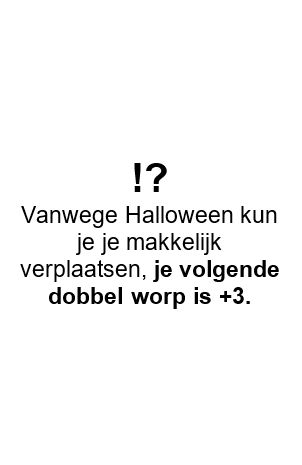 !?
Vanwege Halloween kun
je je makkelijk
verplaatsen, je volgende
dobbel worp is +3.